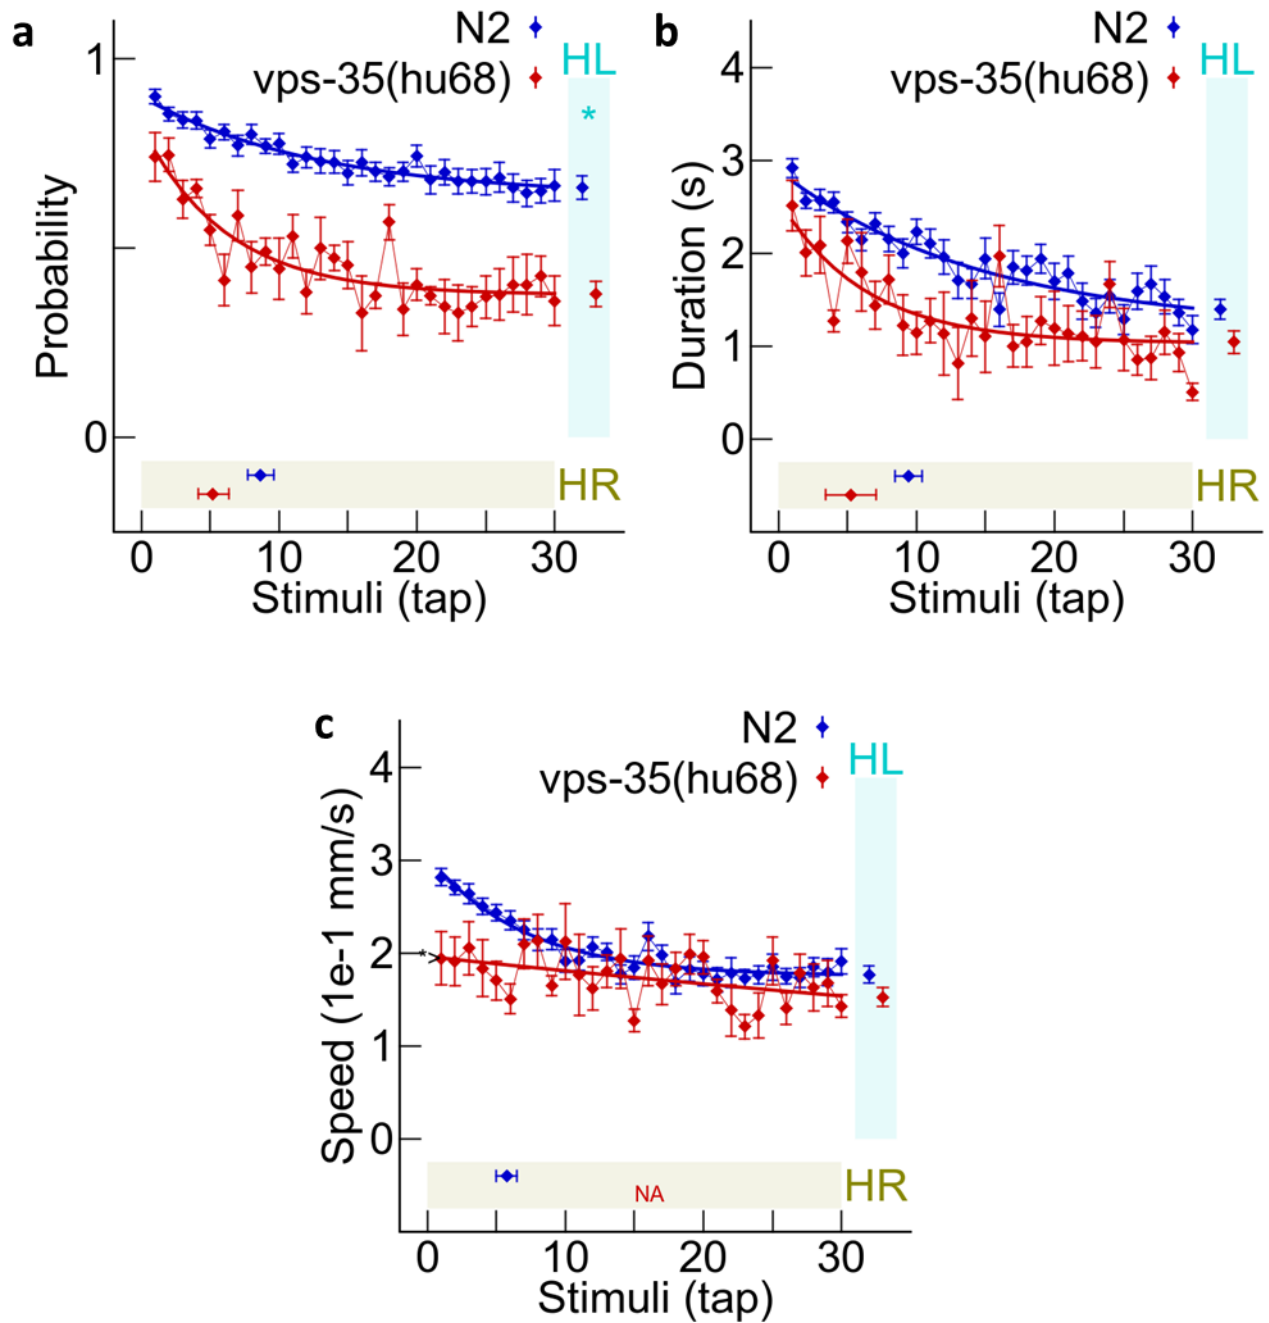 a
N2
vps-35(hu68)
HL
*
1
0
Probability
HR
0 10 20 30
Stimuli (tap)
b
N2
vps-35(hu68)
HL
4
3
2
1
0
Duration (s)
HR
0 10 20 30
Stimuli (tap)
c
N2
vps-35(hu68)
HL
4
3
2
1
0
* >
Speed (1e-1 mm/s)
NA
HR
0 10 20 30
Stimuli (tap)